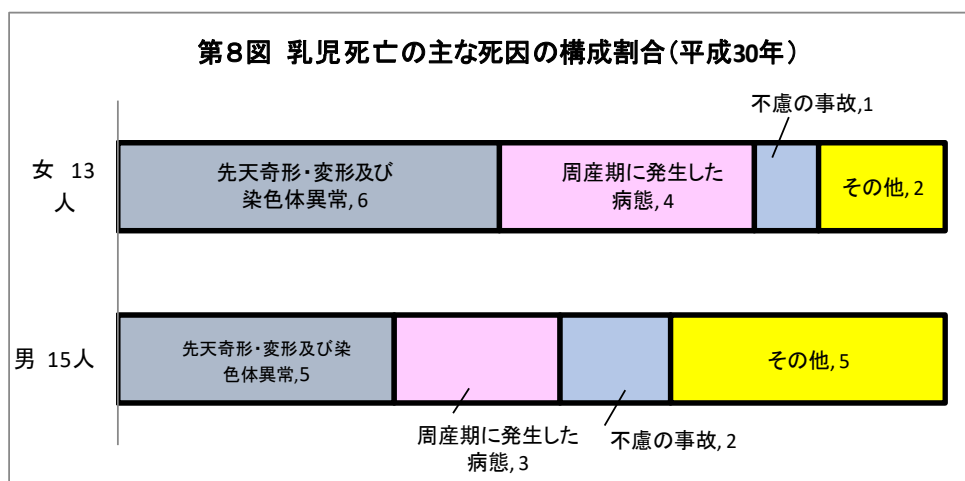 第8図 乳児死亡の主な死因の構成割合(平成30年)
不慮の事故,1
女 13
人
先天奇形・変形及び
染色体異常, 6
周産期に発生した
病態, 4
その他, 2
男 15人
先天奇形・変形及び染
色体異常,5
その他, 5
周産期に発生した
病態, 3
不慮の事故, 2